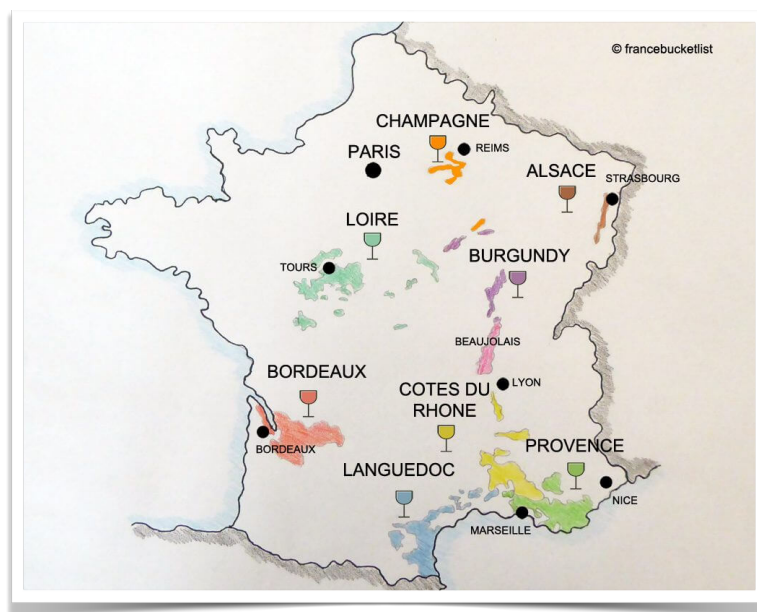 © francebucketlist
CHAMPAGNE
REIMS
PARIS
ALSACE
STRASBOURG
LOIRE
TOURS
BURGUNDY
BEAUJOLAIS
BORDEAUX
LYON
COTES DU
RHONE
BORDEAUX
PROVENCE
LANGUEDOC
NICE
MARSEILLE